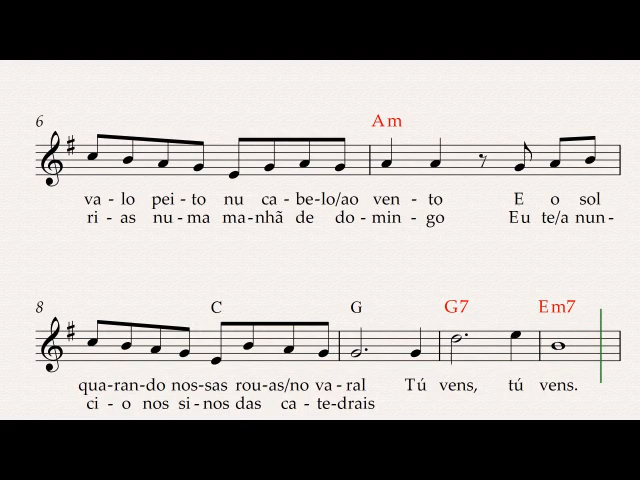 6 Am
va-lo pei-to nu ca-be-lo/ao ven-to E o sol
ri-as nu-ma ma-nhã de do-min-go Eu te/a nun-
8 C G G7 Em7
qua-ran-do nos-sas rou-as/no va-ral Tú vens, tú vens.
ci-o nos si-nos das ca-te-drais